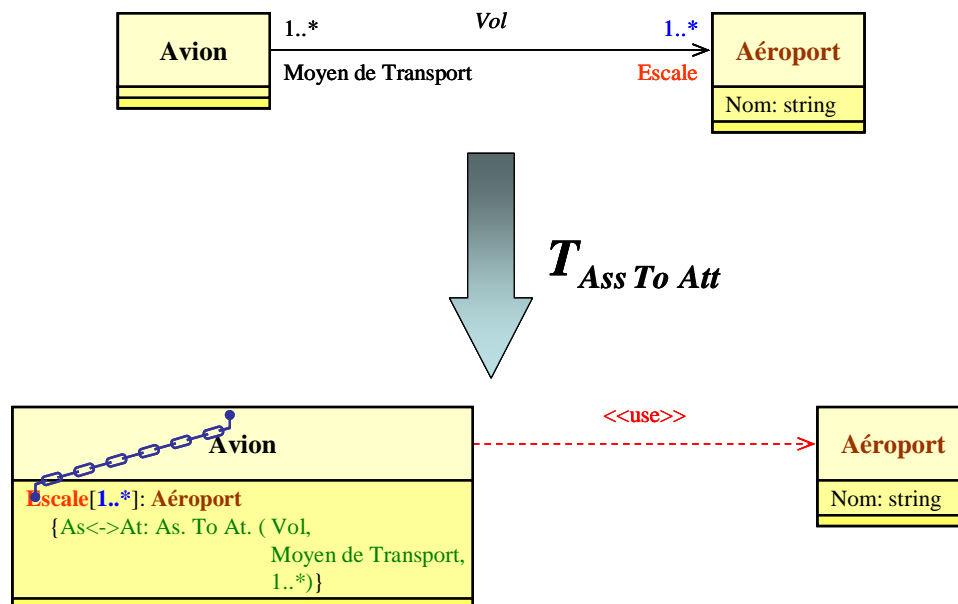 1..*
Vol
1..*
Avion
Aéroport
Moyen de Transport
Escale
Nom: string
T Ass To Att
<<use>>
Avion
Aéroport
Escale[1..*]: Aéroport
Nom: string
{As<->At: As. To At. ( Vol,
Moyen de Transport,
1..*)}